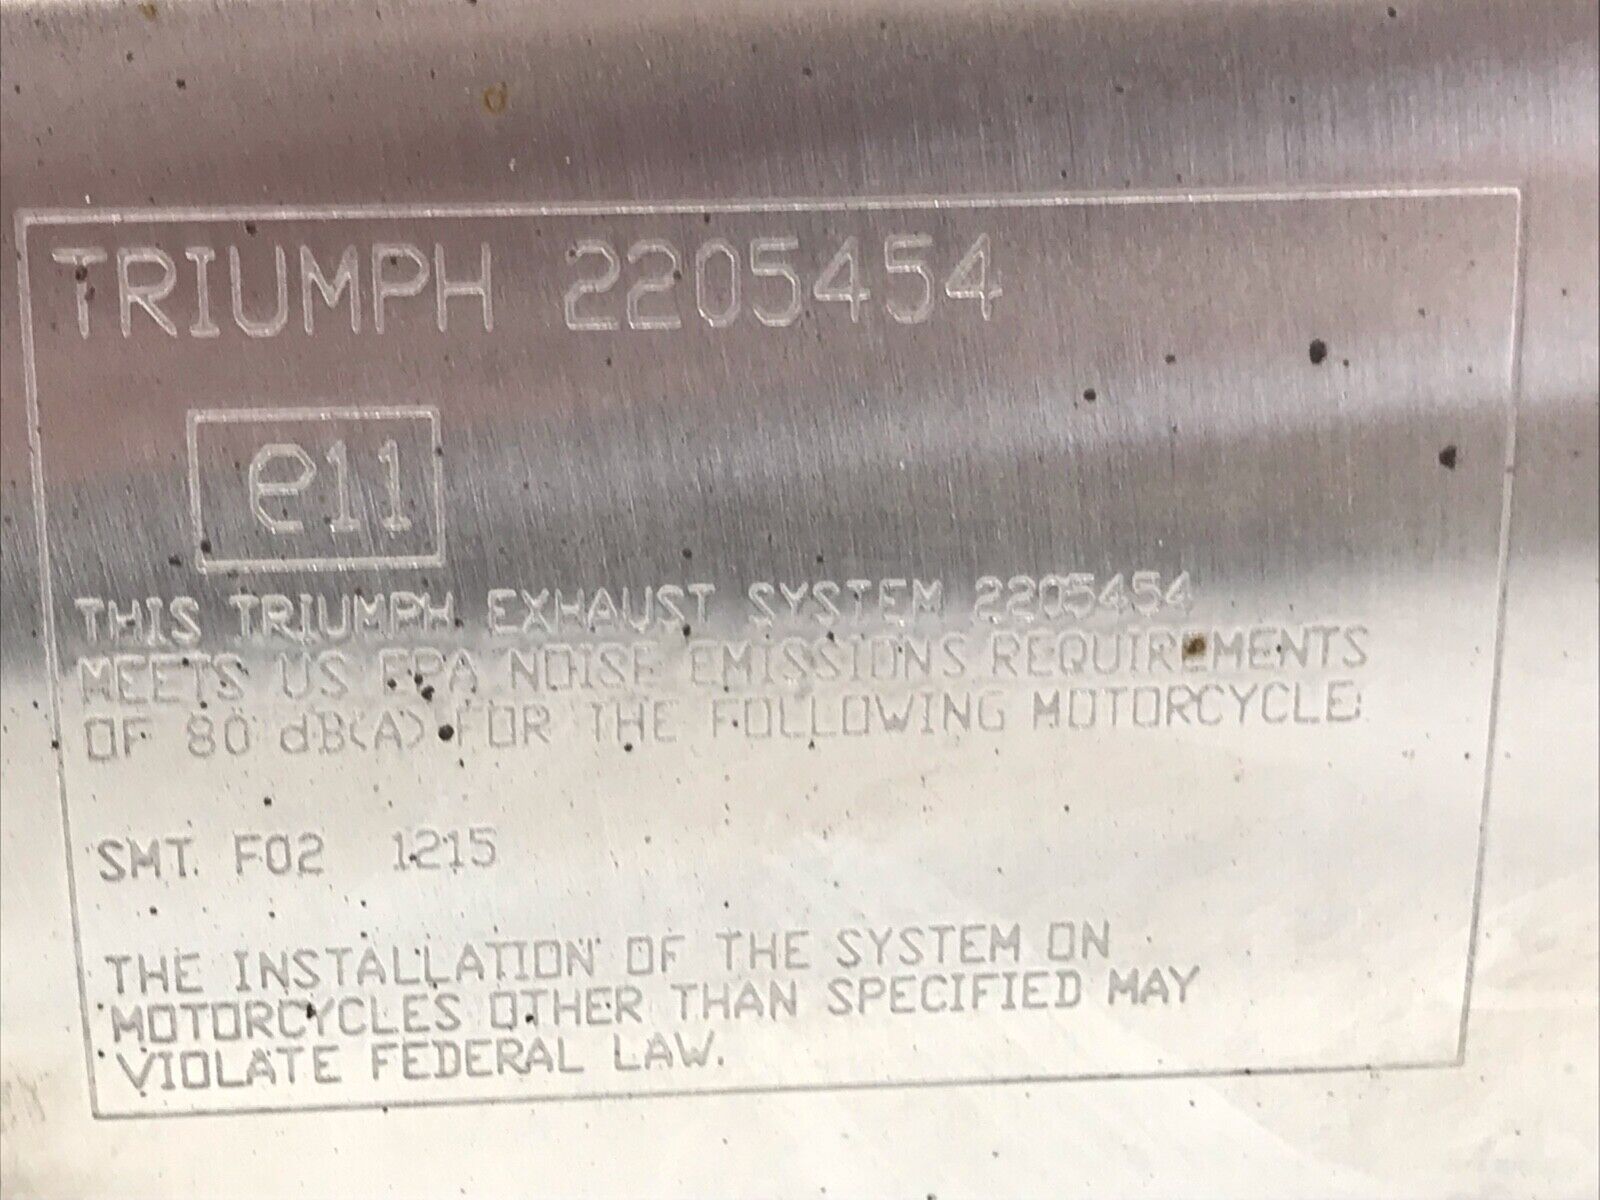 TRIUMPH 2205454
e11
THIS TRIUMPH EXHAUST SYSTEM 2205454
MEETS US EPA NOISE EMISSIONS REQUIREMENTS
OF 80 dB(A) FOR THE FOLLOWING MOTORCYCLE:
SMT. F02 1215
THE INSTALLATION OF THE SYSTEM ON
MOTORCYCLES OTHER THAN SPECIFIED MAY
VIOLATE FEDERAL LAW.